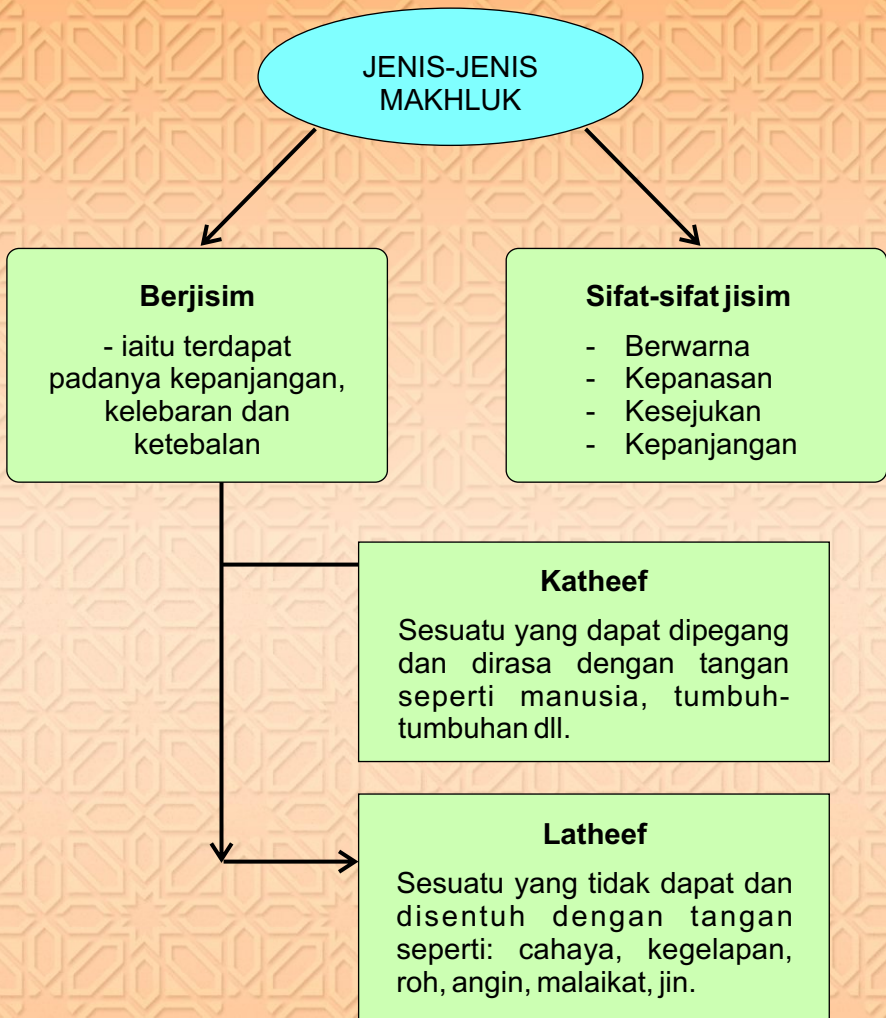 JENIS-JENIS
MAKHLUK
Berjisim
- iaitu terdapat
padanya kepanjangan,
kelebaran dan
ketebalan
Sifat-sifat jisim
- Berwarna
- Kepanasan
- Kesejukan
- Kepanjangan
Katheef
Sesuatu yang dapat dipegang
dan dirasa dengan tangan
seperti manusia, tumbuh-
tumbuhan dll.
Latheef
Sesuatu yang tidak dapat dan
disentuh dengan tangan
seperti: cahaya, kegelapan,
roh, angin, malaikat, jin.